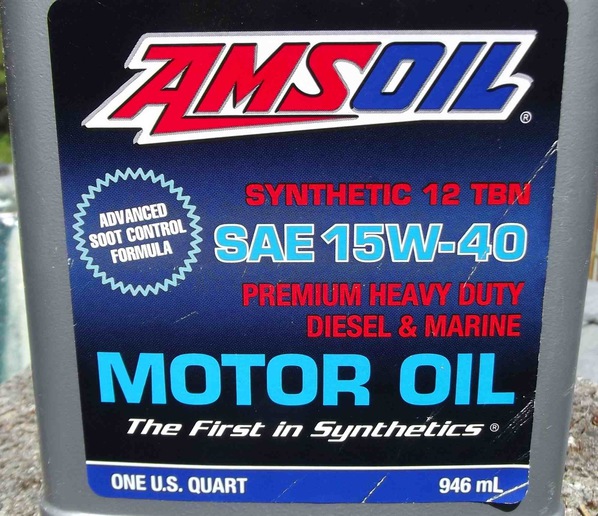 AMSOIL®
SYNTHETIC 12 TBN
ADVANCED
SOOT CONTROL
FORMULA
SAE 15W-40
PREMIUM HEAVY DUTY
DIESEL & MARINE
MOTOR OIL
The First in Synthetics®
ONE U.S. QUART 946 mL